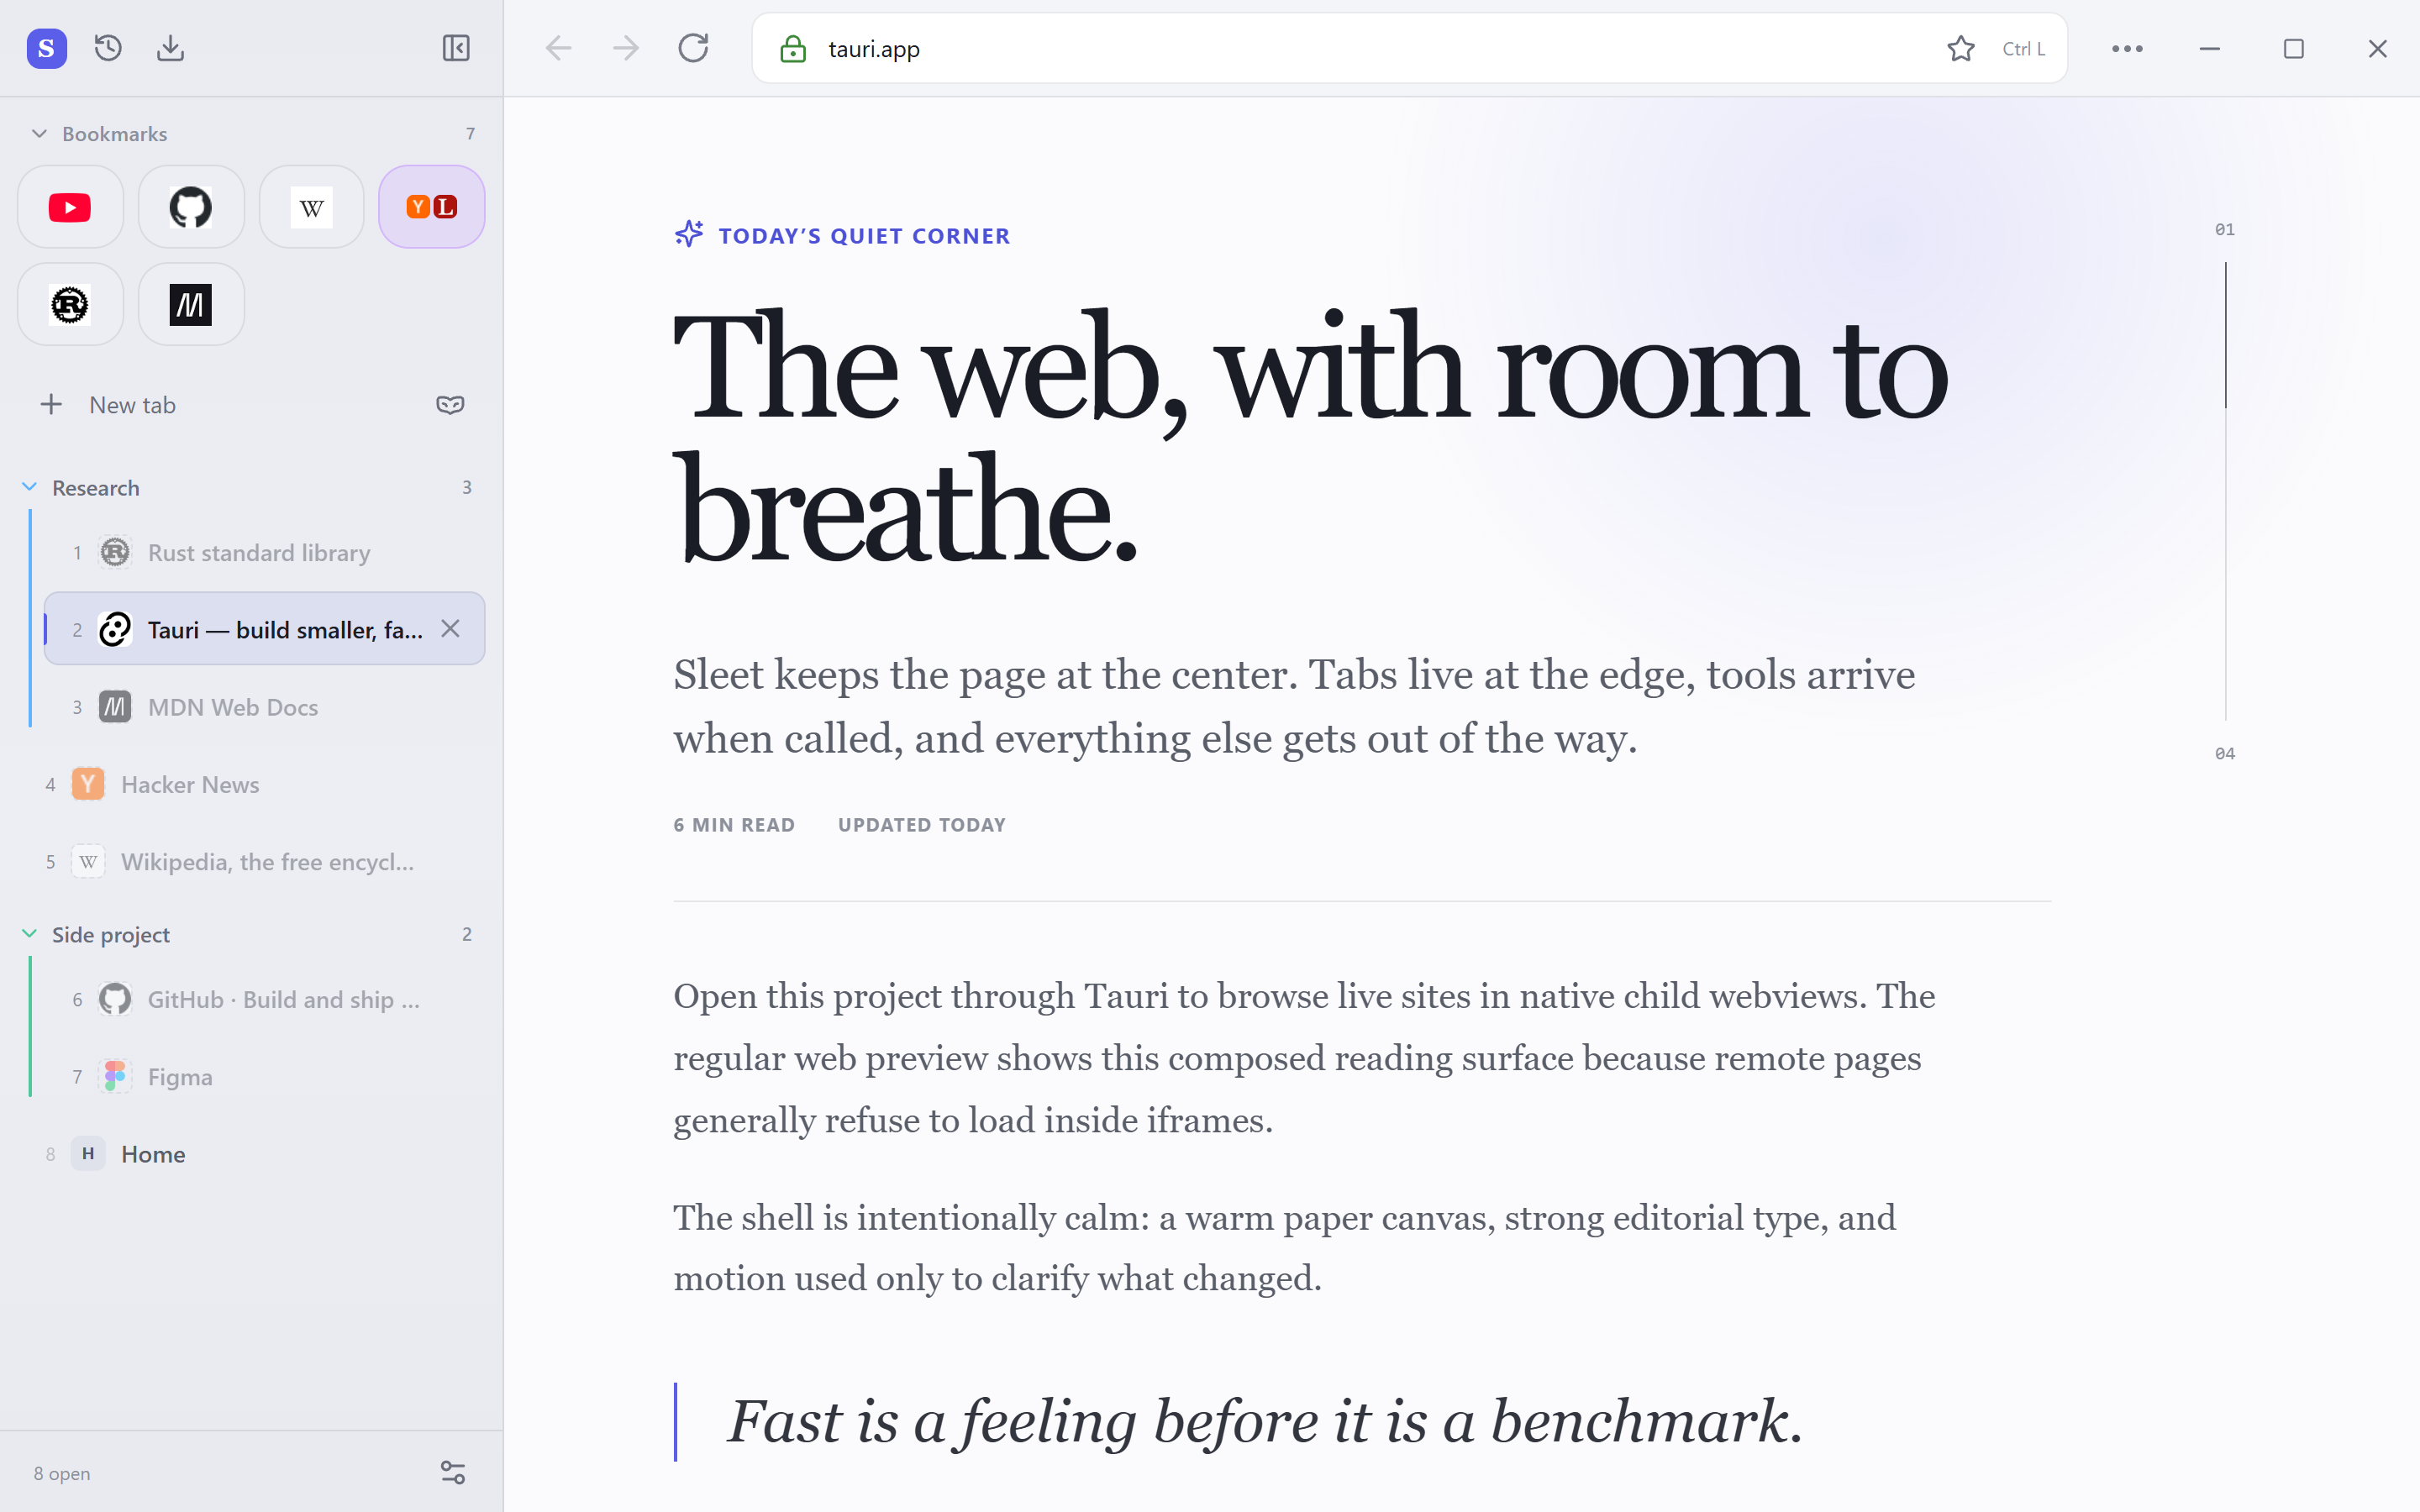 S
tauri.app
Ctrl L
Bookmarks
7
W
Y L
R
M
New tab
Research
3
1 R Rust standard library
2 Tauri — build smaller, fa...
3 M MDN Web Docs
4 Y Hacker News
5 W Wikipedia, the free encycl...
Side project
2
6 GitHub · Build and ship ...
7 Figma
8 H Home
8 open
TODAY’S QUIET CORNER
The web, with room to
breathe.
Sleet keeps the page at the center. Tabs live at the edge, tools arrive
when called, and everything else gets out of the way.
6 MIN READ UPDATED TODAY
Open this project through Tauri to browse live sites in native child webviews. The
regular web preview shows this composed reading surface because remote pages
generally refuse to load inside iframes.
The shell is intentionally calm: a warm paper canvas, strong editorial type, and
motion used only to clarify what changed.
Fast is a feeling before it is a benchmark.
01
04